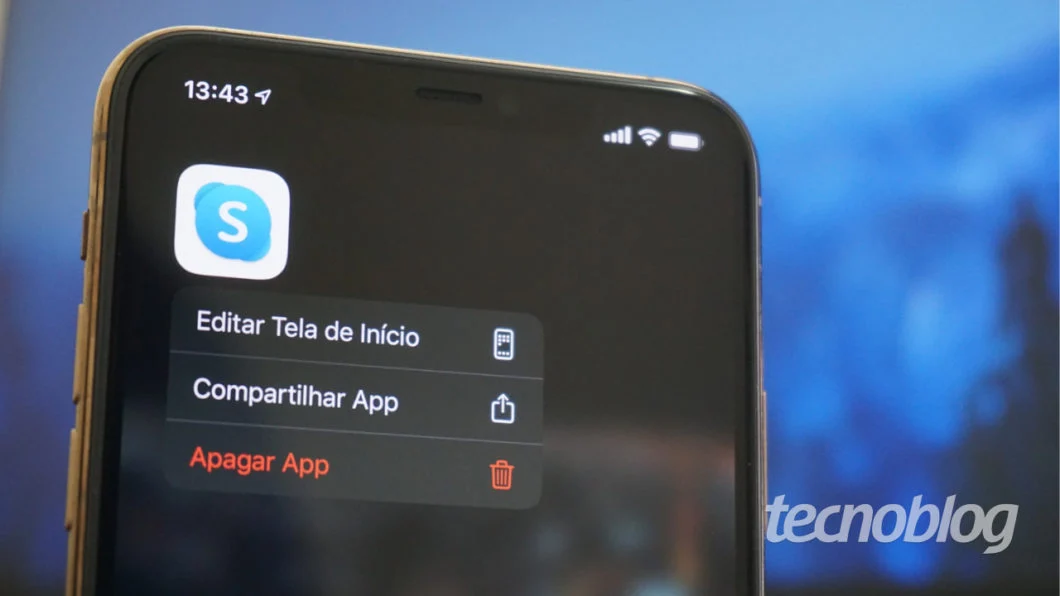 13:43
S
Editar Tela de Início
Compartilhar App
Apagar App
tecnoblog